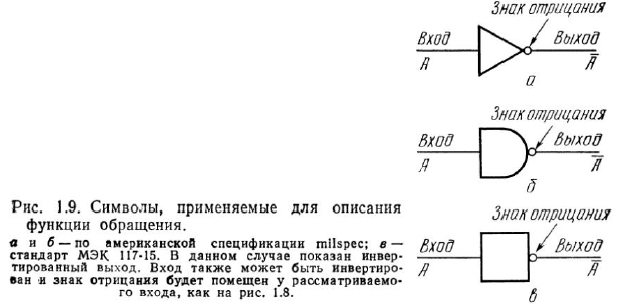 Знак отрицания
Вход
Выход
A
Ā
а
Знак отрицания
Вход
Выход
A
Ā
б
Знак отрицания
Вход
Выход
A
Ā
в
Рис. 1.9. Символы, применяемые для описания
функции обращения.
а и б — по американской спецификации milspec; в —
стандарт МЭК 117-15. В данном случае показан инвер-
тированный выход. Вход также может быть инвертиро-
ван и знак отрицания будет помещен у рассматриваемо-
го входа, как на рис. 1.8.